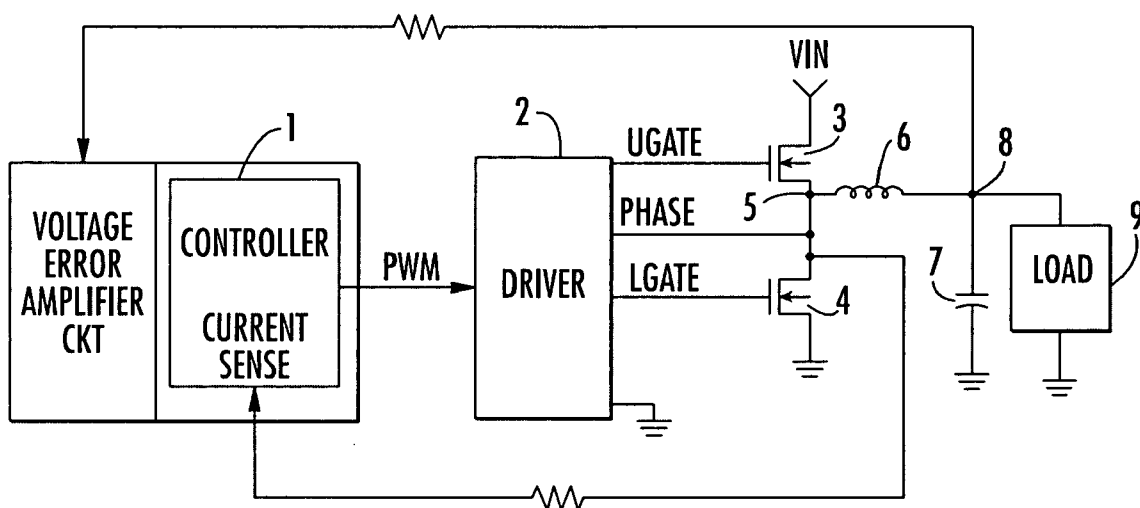 VIN
1
2
3
6
8
UGATE
5
9
VOLTAGE
ERROR
AMPLIFIER
CKT
CONTROLLER
CURRENT
SENSE
PWM
DRIVER
PHASE
LGATE
4
7
LOAD